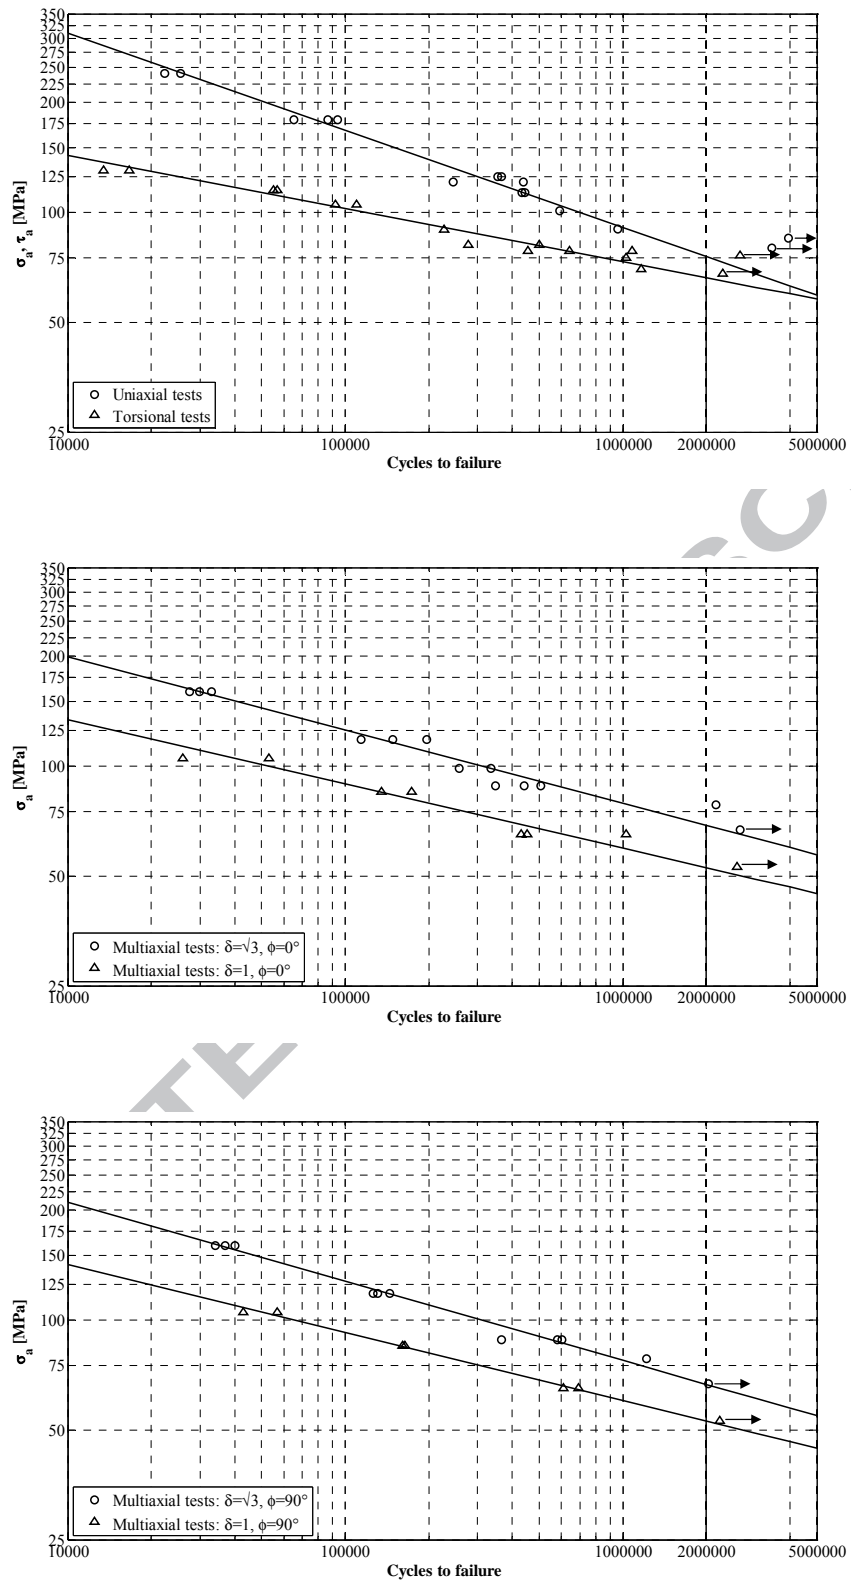 350
325
300
275
250
225
200
175
150
125
100
75
50
25
σa, τa [MPa]
Uniaxial tests
Torsional tests
10000 100000 1000000 2000000 5000000
Cycles to failure
SC
350
325
300
275
250
225
200
175
150
125
100
75
50
25
σa [MPa]
Multiaxial tests: δ=√3, ϕ=0°
Multiaxial tests: δ=1, ϕ=0°
10000 100000 1000000 2000000 5000000
Cycles to failure
TE
350
325
300
275
250
225
200
175
150
125
100
75
50
25
σa [MPa]
Multiaxial tests: δ=√3, ϕ=90°
Multiaxial tests: δ=1, ϕ=90°
10000 100000 1000000 2000000 5000000
Cycles to failure